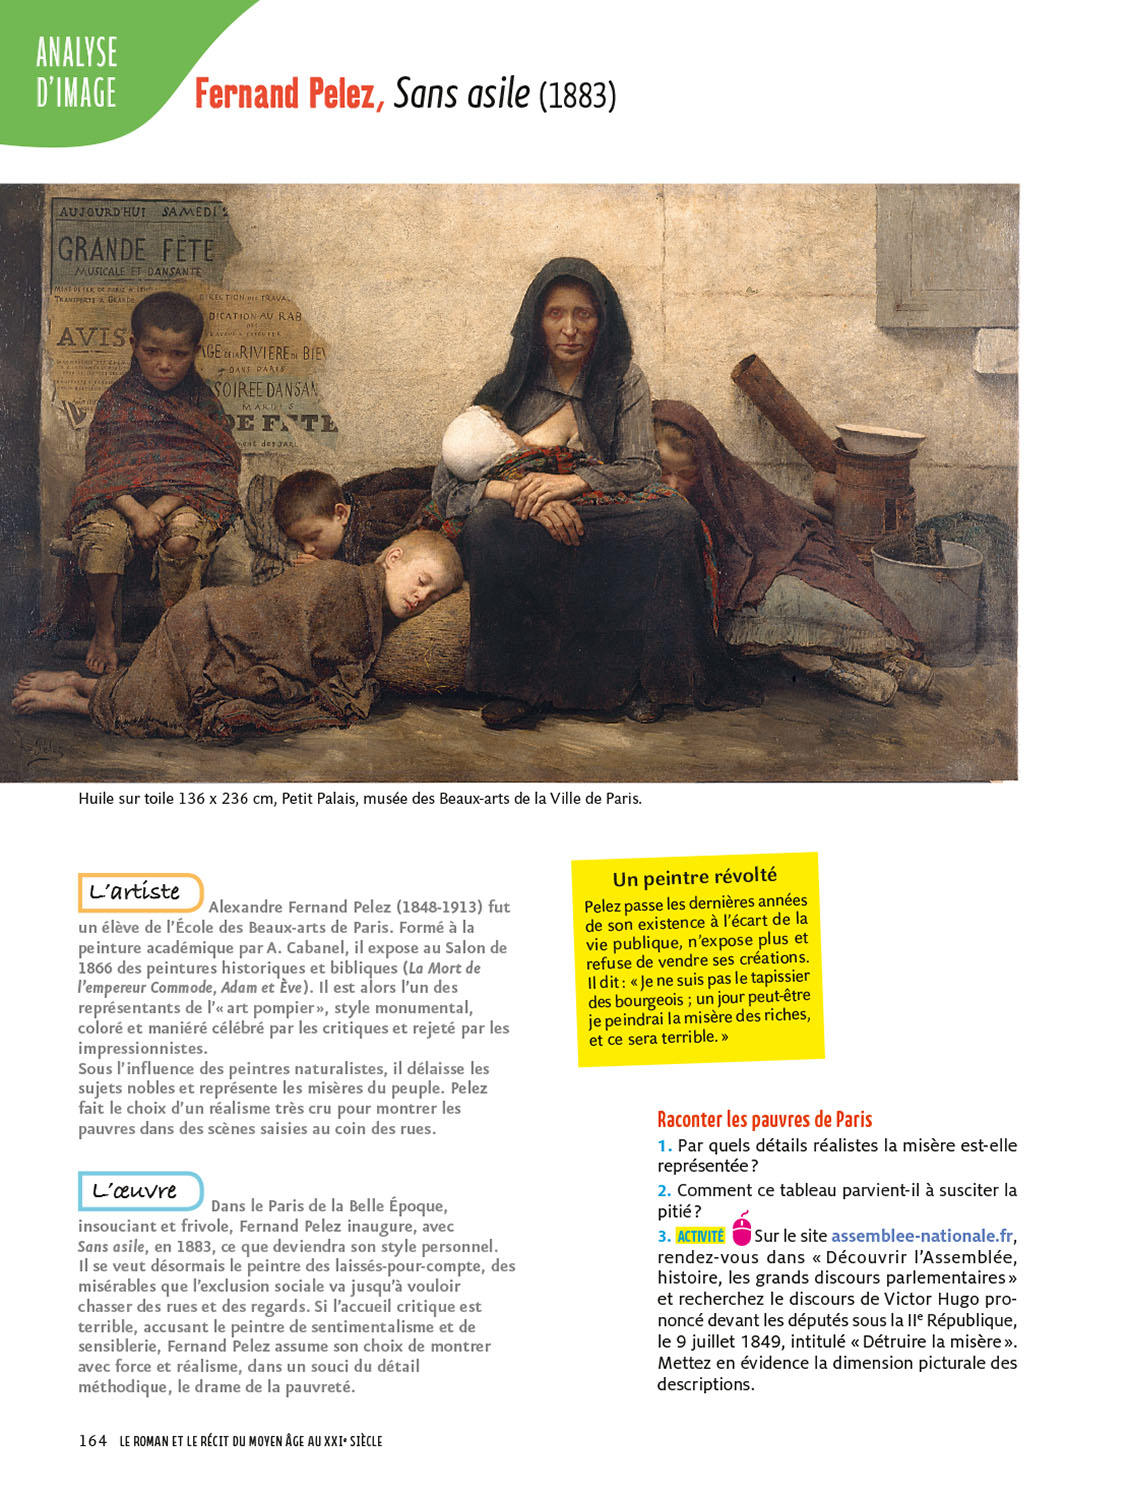 ANALYSE
D'IMAGE
Fernand Pelez, Sans asile (1883)
AUJOURD'HUI SAMEDI
GRANDE FÊTE
MUSICALE ET DANSANTE
TRANSPORTE A GRANDE
DIRECTION DES TRAVAUX
DICATION AU RAB
AVIS
AGE DE LA RIVIERE DE BIEV
DANS PARIS
SOIREE DANSAN
MARDI 6
DE FETE
Pelez
Huile sur toile 136 x 236 cm, Petit Palais, musée des Beaux-arts de la Ville de Paris.
L'artiste
Alexandre Fernand Pelez (1848-1913) fut
un élève de l'École des Beaux-arts de Paris. Formé à la
peinture académique par A. Cabanel, il expose au Salon de
1866 des peintures historiques et bibliques (La Mort de
l'empereur Commode, Adam et Ève). Il est alors l'un des
représentants de l'« art pompier », style monumental,
coloré et maniéré célébré par les critiques et rejeté par les
impressionnistes.
Sous l'influence des peintres naturalistes, il délaisse les
sujets nobles et représente les misères du peuple. Pelez
fait le choix d'un réalisme très cru pour montrer les
pauvres dans des scènes saisies au coin des rues.
L'œuvre
Dans le Paris de la Belle Époque,
insouciant et frivole, Fernand Pelez inaugure, avec
Sans asile, en 1883, ce que deviendra son style personnel.
Il se veut désormais le peintre des laissés-pour-compte, des
misérables que l'exclusion sociale va jusqu'à vouloir
chasser des rues et des regards. Si l'accueil critique est
terrible, accusant le peintre de sentimentalisme et de
sensiblerie, Fernand Pelez assume son choix de montrer
avec force et réalisme, dans un souci du détail
méthodique, le drame de la pauvreté.
Un peintre révolté
Pelez passe les dernières années
de son existence à l'écart de la
vie publique, n'expose plus et
refuse de vendre ses créations.
Il dit : « Je ne suis pas le tapissier
des bourgeois ; un jour peut-être
je peindrai la misère des riches,
et ce sera terrible. »
Raconter les pauvres de Paris
1. Par quels détails réalistes la misère est-elle
représentée ?
2. Comment ce tableau parvient-il à susciter la
pitié ?
3. ACTIVITÉ Sur le site assemblee-nationale.fr,
rendez-vous dans « Découvrir l'Assemblée,
histoire, les grands discours parlementaires »
et recherchez le discours de Victor Hugo pro-
noncé devant les députés sous la IIe République,
le 9 juillet 1849, intitulé « Détruire la misère ».
Mettez en évidence la dimension picturale des
descriptions.
164 LE ROMAN ET LE RÉCIT DU MOYEN ÂGE AU XXIe SIÈCLE